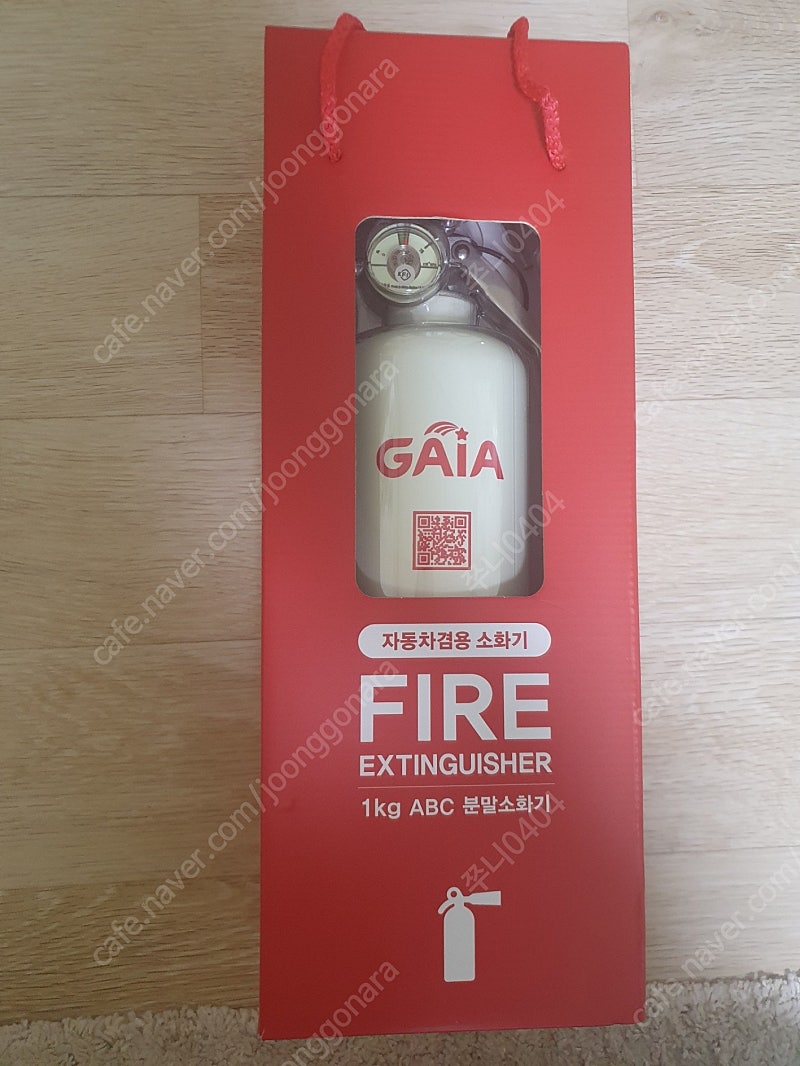 GAiA
자동차겸용 소화기
FIRE
EXTINGUISHER
1kg ABC 분말소화기
cafe.naver.com/joonggonara
쭈니0404